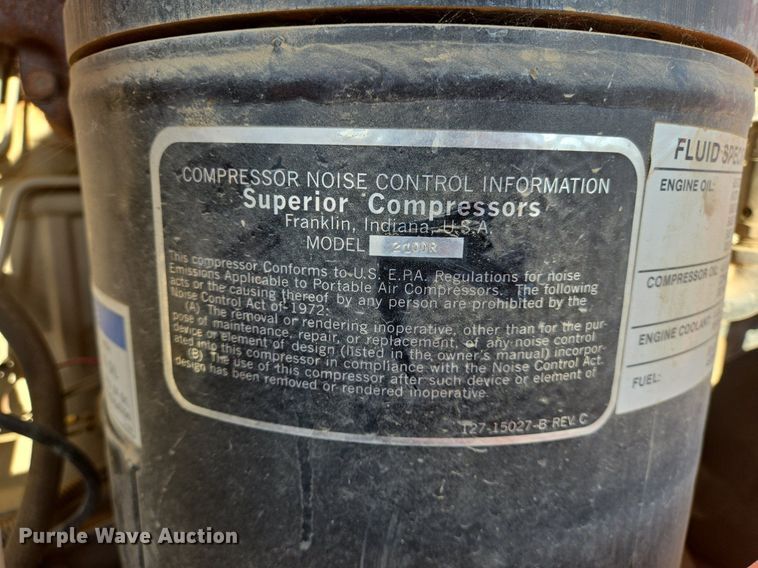 COMPRESSOR NOISE CONTROL INFORMATION
Superior Compressors
Franklin, Indiana, U.S.A.
MODEL
This compressor Conforms to U.S. E.P.A. Regulations for noise
Emissions Applicable to Portable Air Compressors. The following
acts or the causing thereof by any person are prohibited by the
Noise Control Act of 1972:
(A) The removal or rendering inoperative, other than for the pur-
pose of maintenance, repair, or replacement, of any noise control
device or element of design (listed in the owner's manual) incorpor-
ated into this compressor in compliance with the Noise Control Act.
(B) The use of this compressor after such device or element of
design has been removed or rendered inoperative.
127-15027-B REV. C
FLUID
ENGINE OIL:
COMPRESSOR OIL:
ENGINE COOLANT:
FUEL:
Purple Wave Auction